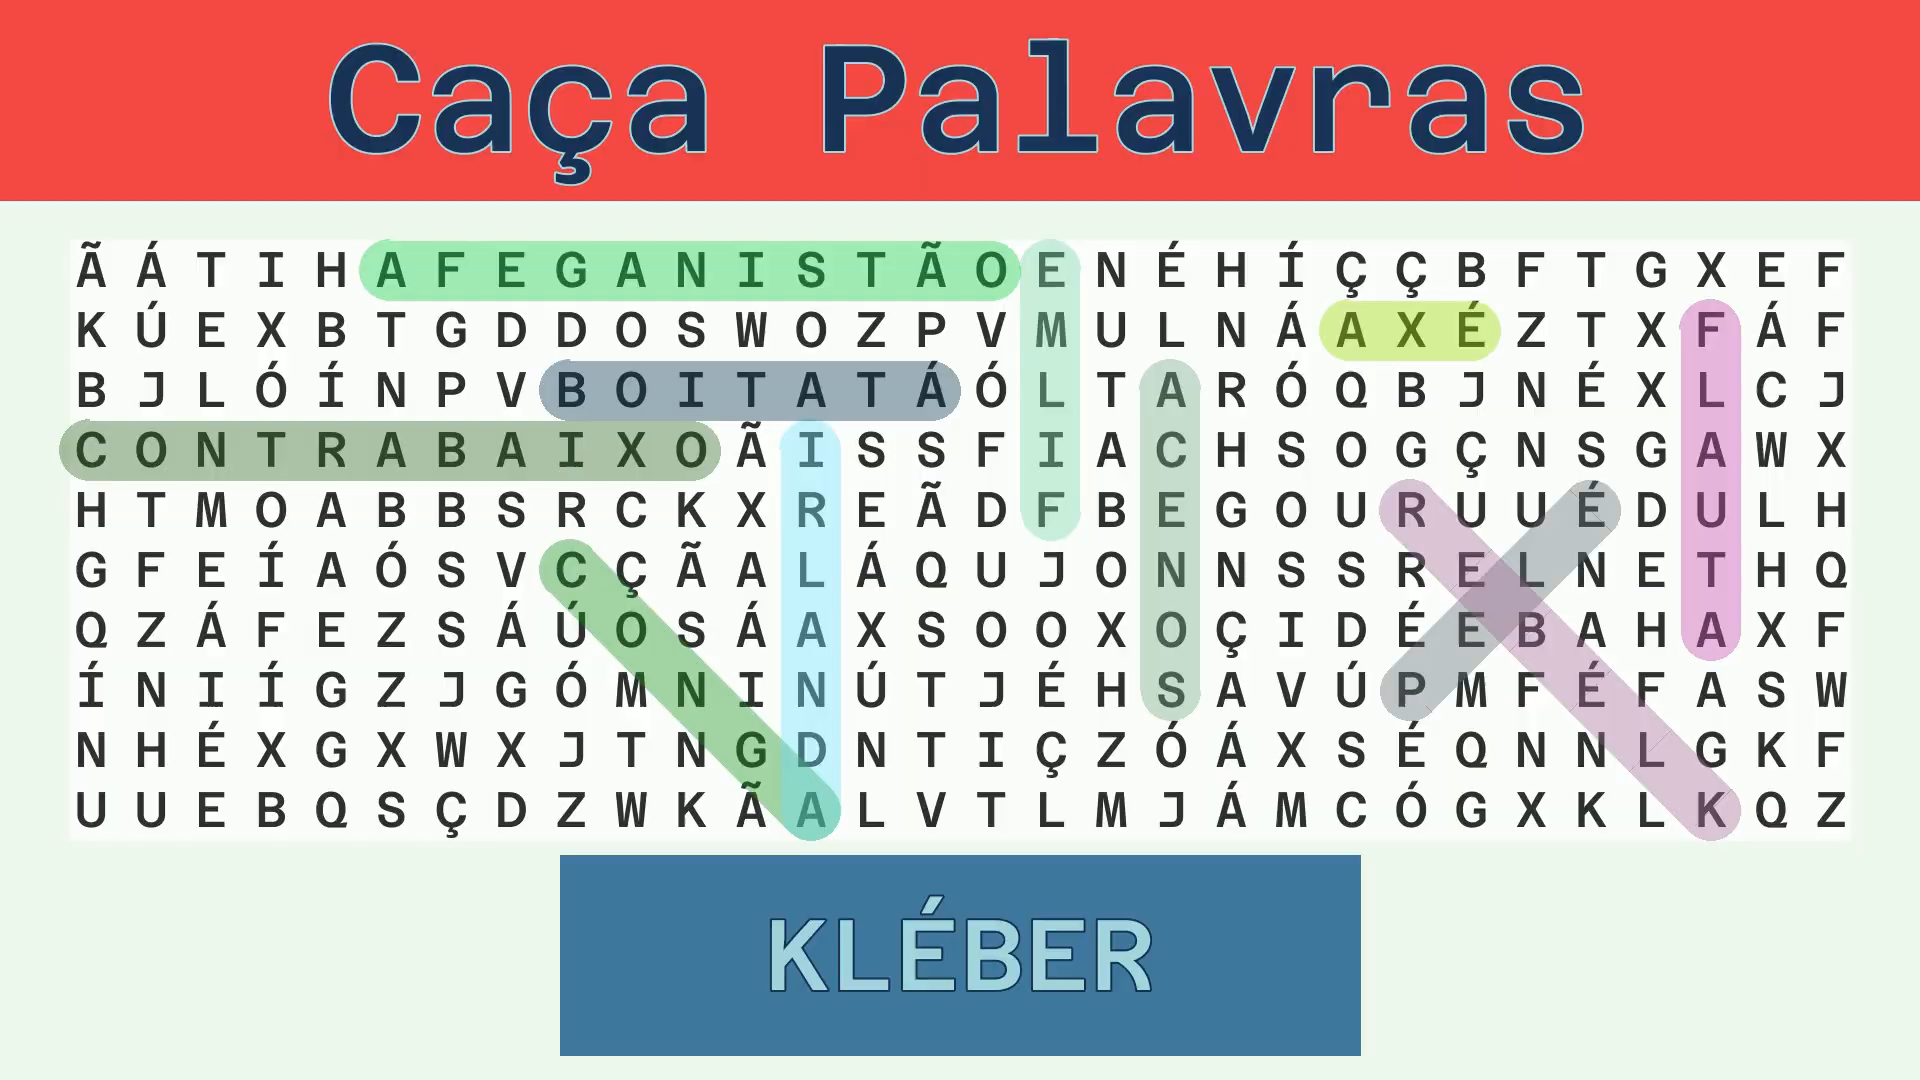 Caça Palavras
Ã Á T I H A F E G A N I S T Ã O E N É H Í Ç Ç B F T G X E F
K Ú E X B T G D D O S W O Z P V M U L N Á A X É Z T X F Á F
B J L Ó Í N P V B O I T A T Á Ó L T A R Ó Q B J N É X L C J
C O N T R A B A I X O Ã I S S F I A C H S O G Ç N S G A W X
H T M O A B B S R C K X R E Ã D F B E G O U R U U É D U L H
G F E Í A Ó S V C Ç Ã A L Á Q U J O N N S S R E L N E T H Q
Q Z Á F E Z S Á Ú O S Á A X S O O X O Ç I D É E B A H A X F
Í N I Í G Z J G Ó M N I N Ú T J É H S A V Ú P M F É F A S W
N H É X G X W X J T N G D N T I Ç Z Ó Á X S É Q N N L G K F
U U E B Q S Ç D Z W K Ã A L V T L M J Á M C Ó G X K L K Q Z
KLÉBER